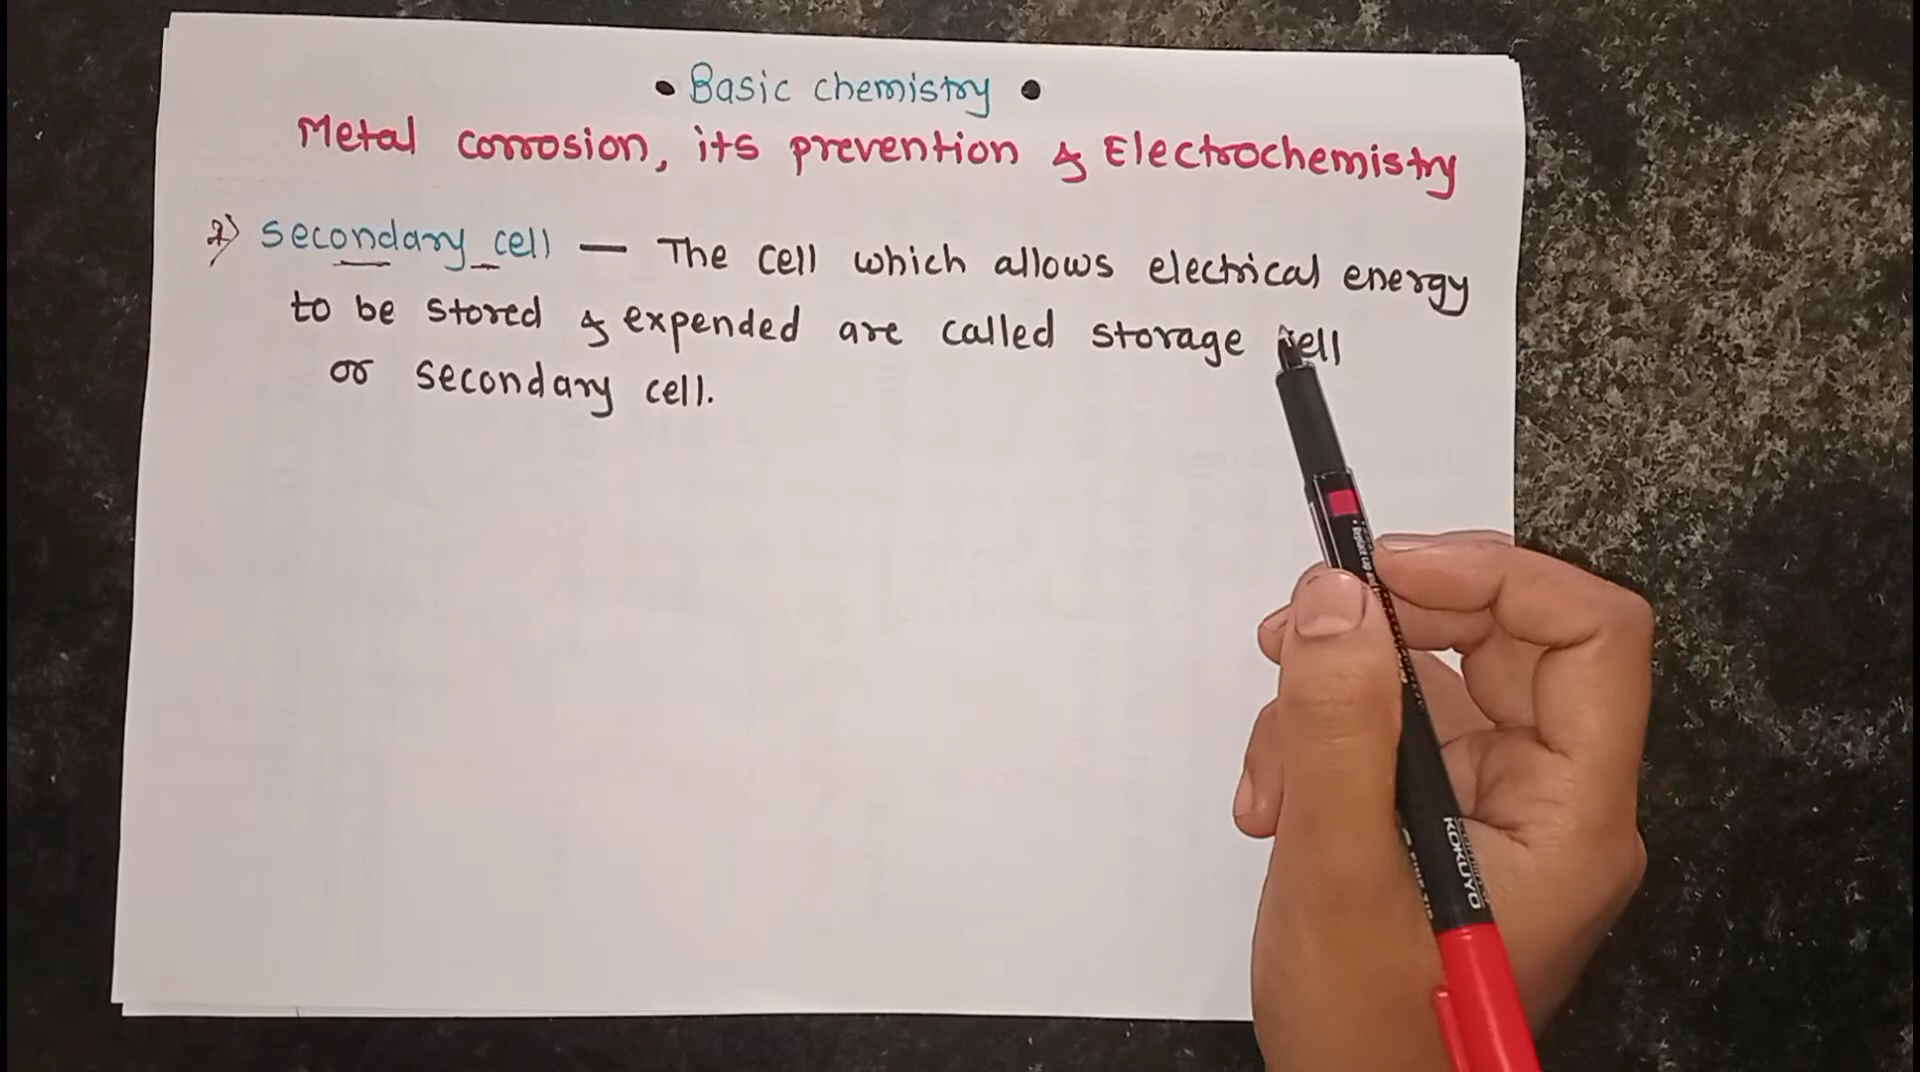 • Basic chemistry •
Metal corrosion, its prevention & Electrochemistry
2) Secondary cell — The cell which allows electrical energy
to be stored & expended are called storage cell
or secondary cell.
KOKUYO